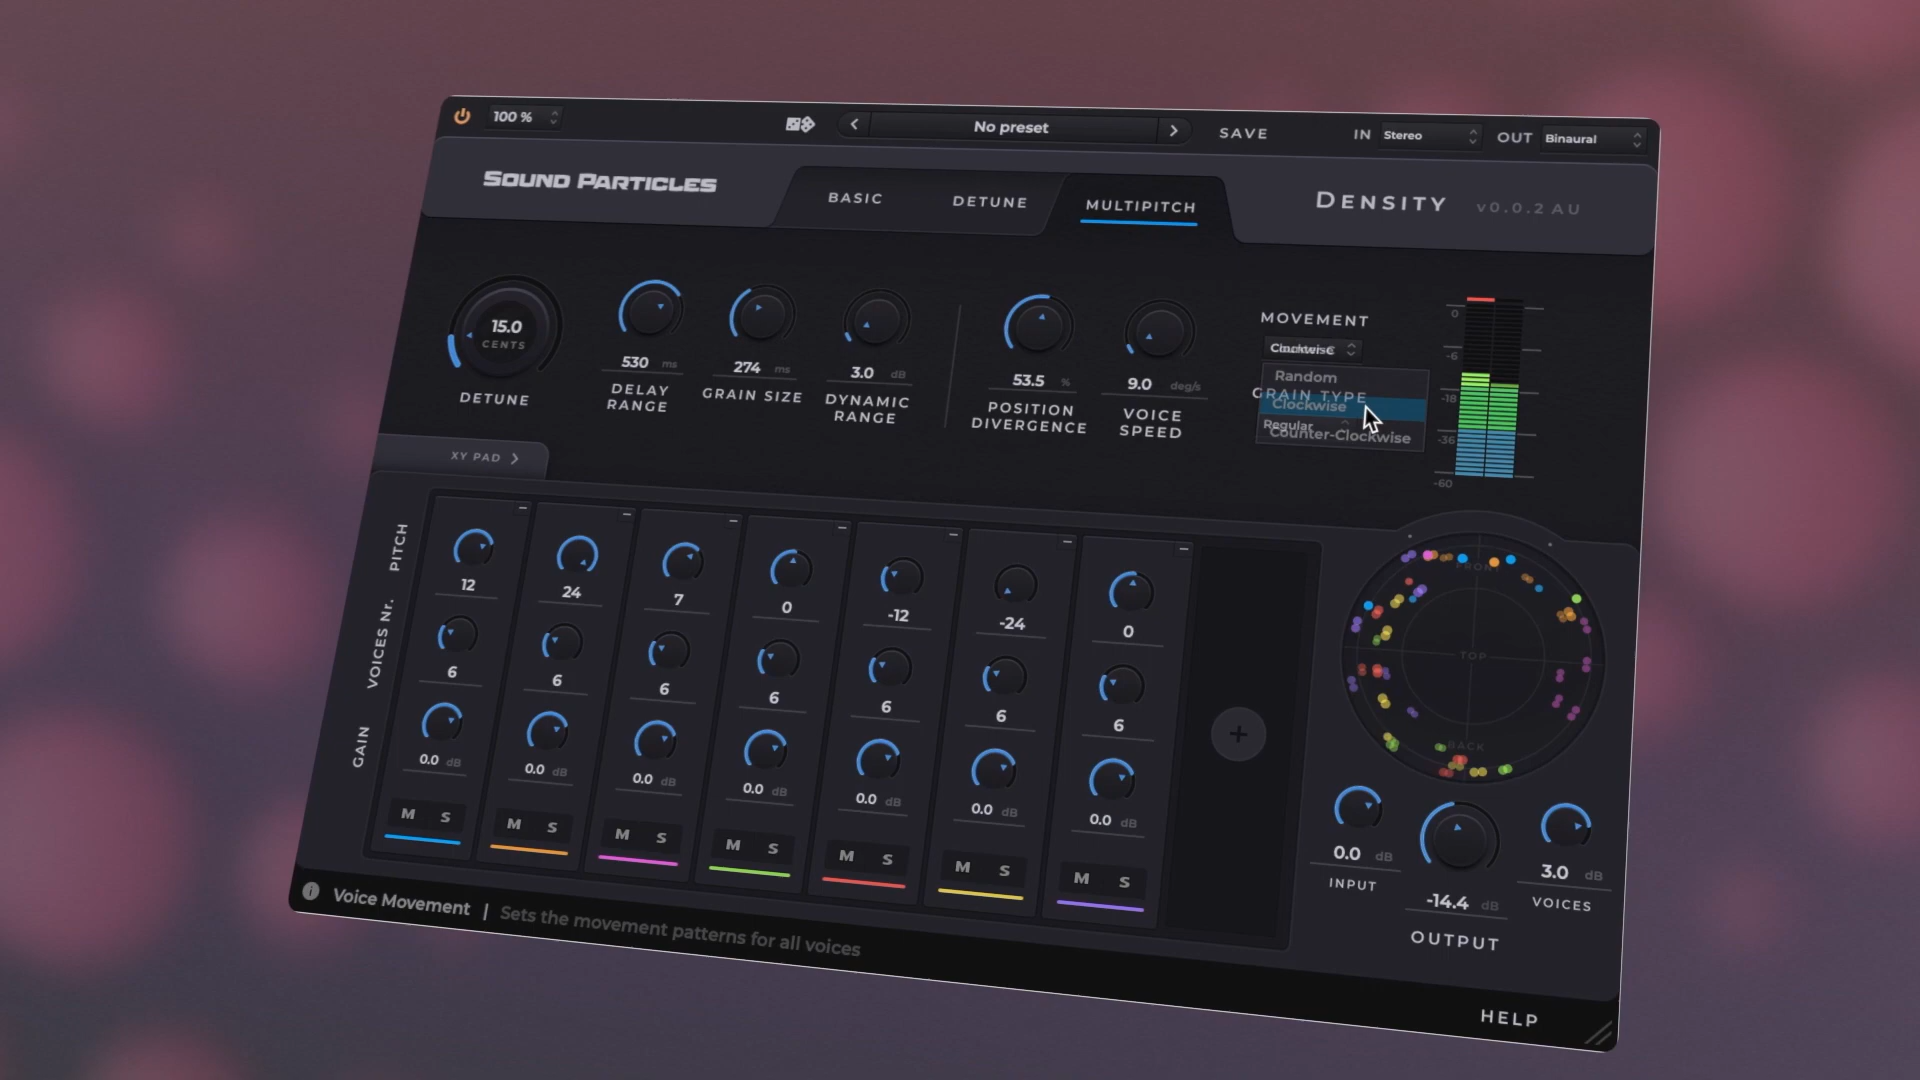 100 %
No preset
SAVE
IN Stereo
OUT Binaural
SOUND PARTICLES
BASIC
DETUNE
MULTIPITCH
DENSITY v0.0.2 AU
15.0
CENTS
DETUNE
530 ms
DELAY
RANGE
274 ms
GRAIN SIZE
3.0 dB
DYNAMIC
RANGE
53.5 %
POSITION
DIVERGENCE
9.0 deg/s
VOICE
SPEED
MOVEMENT
Clockwise
Random
GRAIN TYPE
Clockwise
Regular
Counter-Clockwise
0
-6
-18
-36
-60
XY PAD
PITCH
12
24
7
0
-12
-24
0
VOICES Nr.
6
6
6
6
6
6
6
GAIN
0.0 dB
0.0 dB
0.0 dB
0.0 dB
0.0 dB
0.0 dB
0.0 dB
M S
M S
M S
M S
M S
M S
M S
FRONT
TOP
BACK
0.0 dB
INPUT
-14.4 dB
OUTPUT
3.0 dB
VOICES
Voice Movement | Sets the movement patterns for all voices
HELP